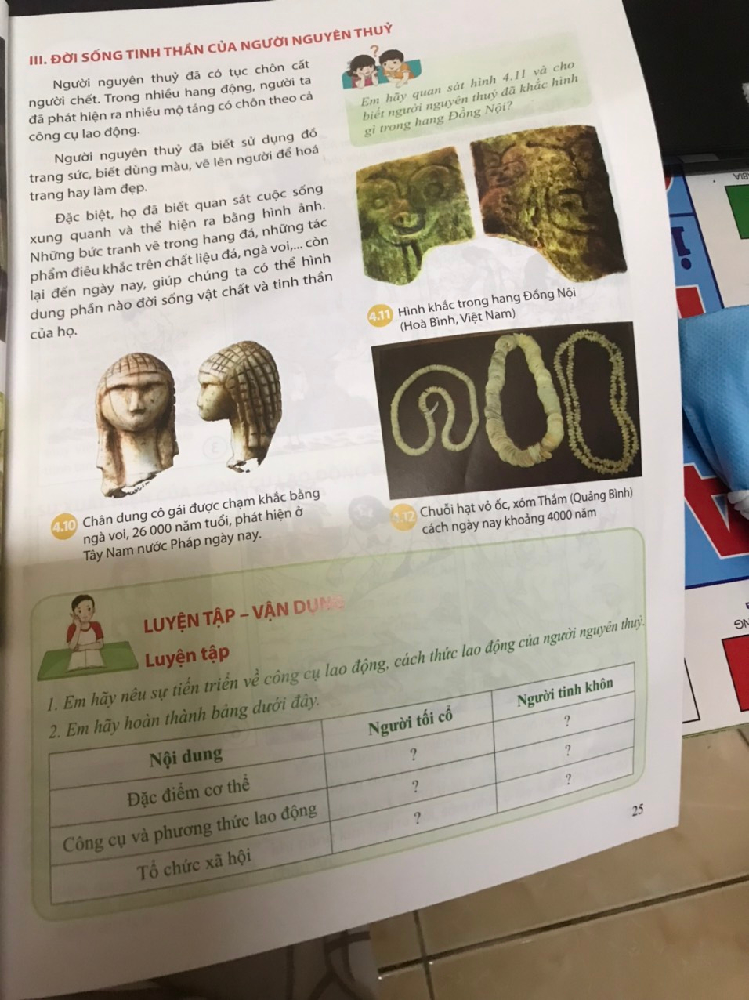 III. ĐỜI SỐNG TINH THẦN CỦA NGƯỜI NGUYÊN THUỶ
Người nguyên thuỷ đã có tục chôn cất
người chết. Trong nhiều hang động, người ta
đã phát hiện ra nhiều mộ táng có chôn theo cả
công cụ lao động.
Người nguyên thuỷ đã biết sử dụng đồ
trang sức, biết dùng màu, vẽ lên người để hoá
trang hay làm đẹp.
Đặc biệt, họ đã biết quan sát cuộc sống
xung quanh và thể hiện ra bằng hình ảnh.
Những bức tranh vẽ trong hang đá, những tác
phẩm điêu khắc trên chất liệu đá, ngà voi,... còn
lại đến ngày nay, giúp chúng ta có thể hình
dung phần nào đời sống vật chất và tinh thần
của họ.
4.10 Chân dung cô gái được chạm khắc bằng
ngà voi, 26 000 năm tuổi, phát hiện ở
Tây Nam nước Pháp ngày nay.
?
Em hãy quan sát hình 4.11 và cho
biết người nguyên thuỷ đã khắc hình
gì trong hang Đồng Nội?
4.11 Hình khắc trong hang Đồng Nội
(Hoà Bình, Việt Nam)
4.12 Chuỗi hạt vỏ ốc, xóm Thắm (Quảng Bình)
cách ngày nay khoảng 4000 năm
LUYỆN TẬP – VẬN DỤNG
Luyện tập
1. Em hãy nêu sự tiến triển về công cụ lao động, cách thức lao động của người nguyên thuỷ.
2. Em hãy hoàn thành bảng dưới đây.
Nội dung Người tối cổ Người tinh khôn
Đặc điểm cơ thể ? ?
Công cụ và phương thức lao động ? ?
Tổ chức xã hội ? ?
25